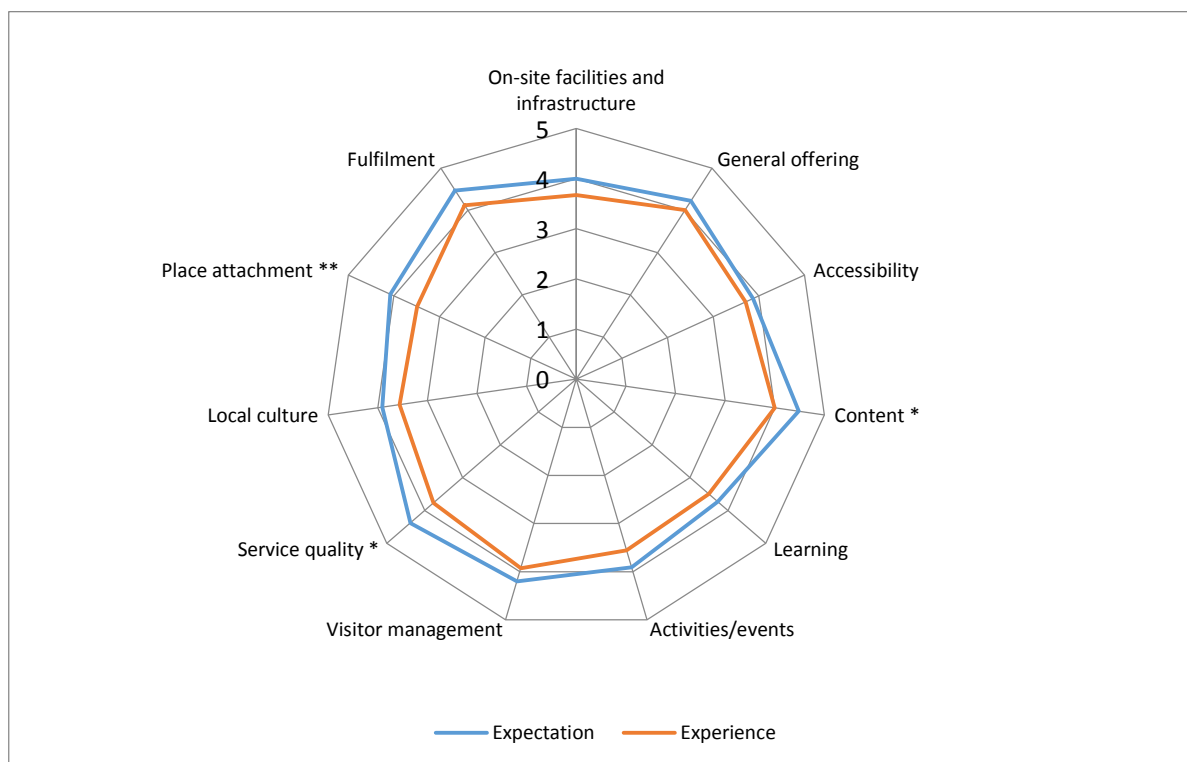 On-site facilities and
infrastructure
General offering
Accessibility
Content *
Learning
Activities/events
Visitor management
Service quality *
Local culture
Place attachment **
Fulfilment
5
4
3
2
1
0
Expectation
Experience